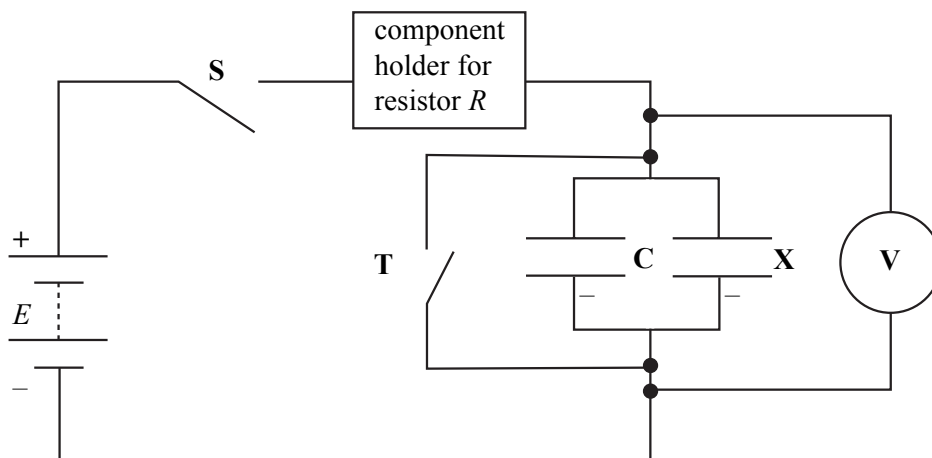 component
holder for
resistor R
S
+
T
C
X
V
E
–
–
–